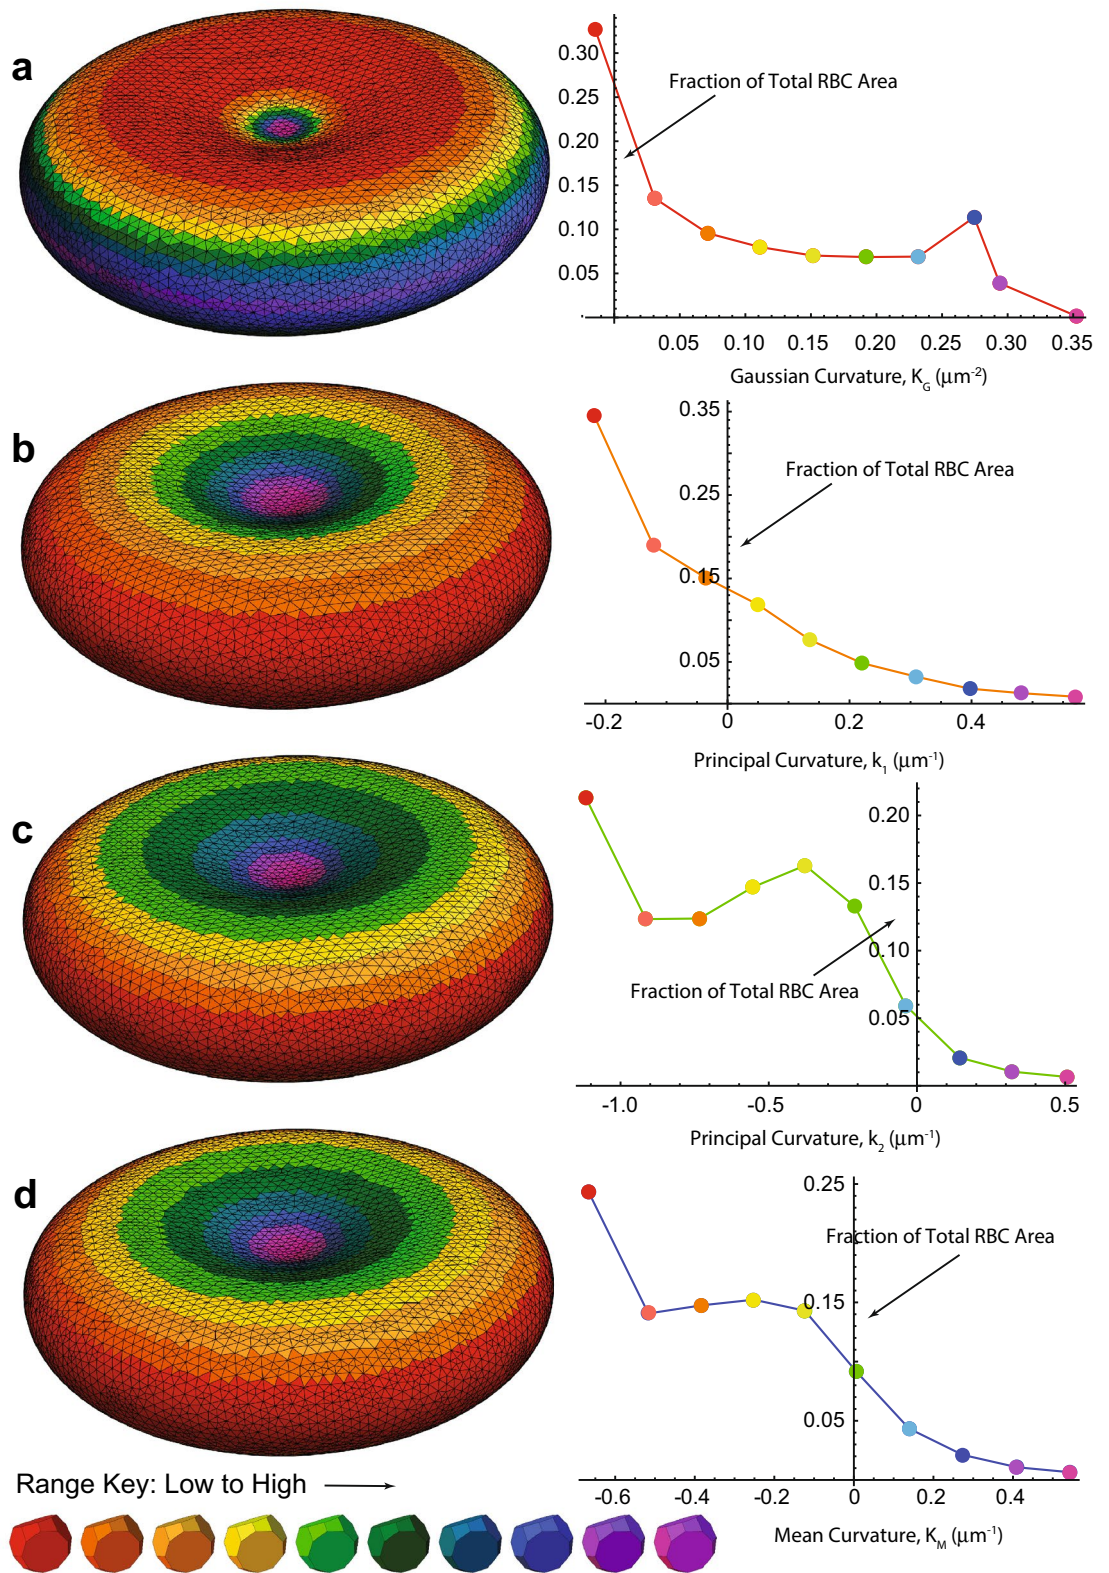 a
0.30
0.25
0.20
0.15
0.10
0.05
Fraction of Total RBC Area
0.05 0.10 0.15 0.20 0.25 0.30 0.35
Gaussian Curvature, K_G (μm⁻²)
b
0.35
0.25
0.15
0.05
Fraction of Total RBC Area
-0.2 0 0.2 0.4
Principal Curvature, k_1 (μm⁻¹)
c
0.20
0.15
0.10
0.05
Fraction of Total RBC Area
-1.0 -0.5 0 0.5
Principal Curvature, k_2 (μm⁻¹)
d
0.25
0.15
0.05
Fraction of Total RBC Area
-0.6 -0.4 -0.2 0 0.2 0.4
Mean Curvature, K_M (μm⁻¹)
Range Key: Low to High